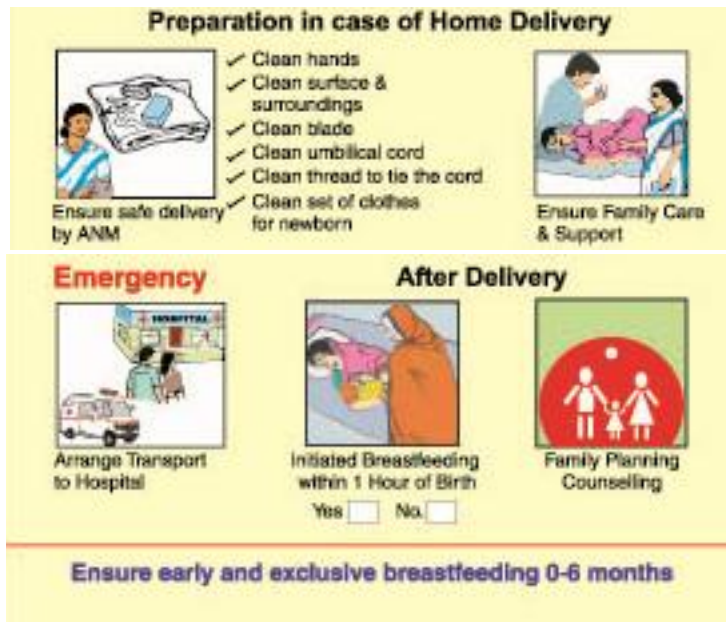 Preparation in case of Home Delivery
Clean hands
Clean surface &
surroundings
Clean blade
Clean umbilical cord
Clean thread to tie the cord
Clean set of clothes
for newborn
Ensure safe delivery
by ANM
Ensure Family Care
& Support
Emergency
HOSPITAL
Arrange Transport
to Hospital
After Delivery
Initiated Breastfeeding
within 1 Hour of Birth
Yes No.
Family Planning
Counselling
Ensure early and exclusive breastfeeding 0-6 months